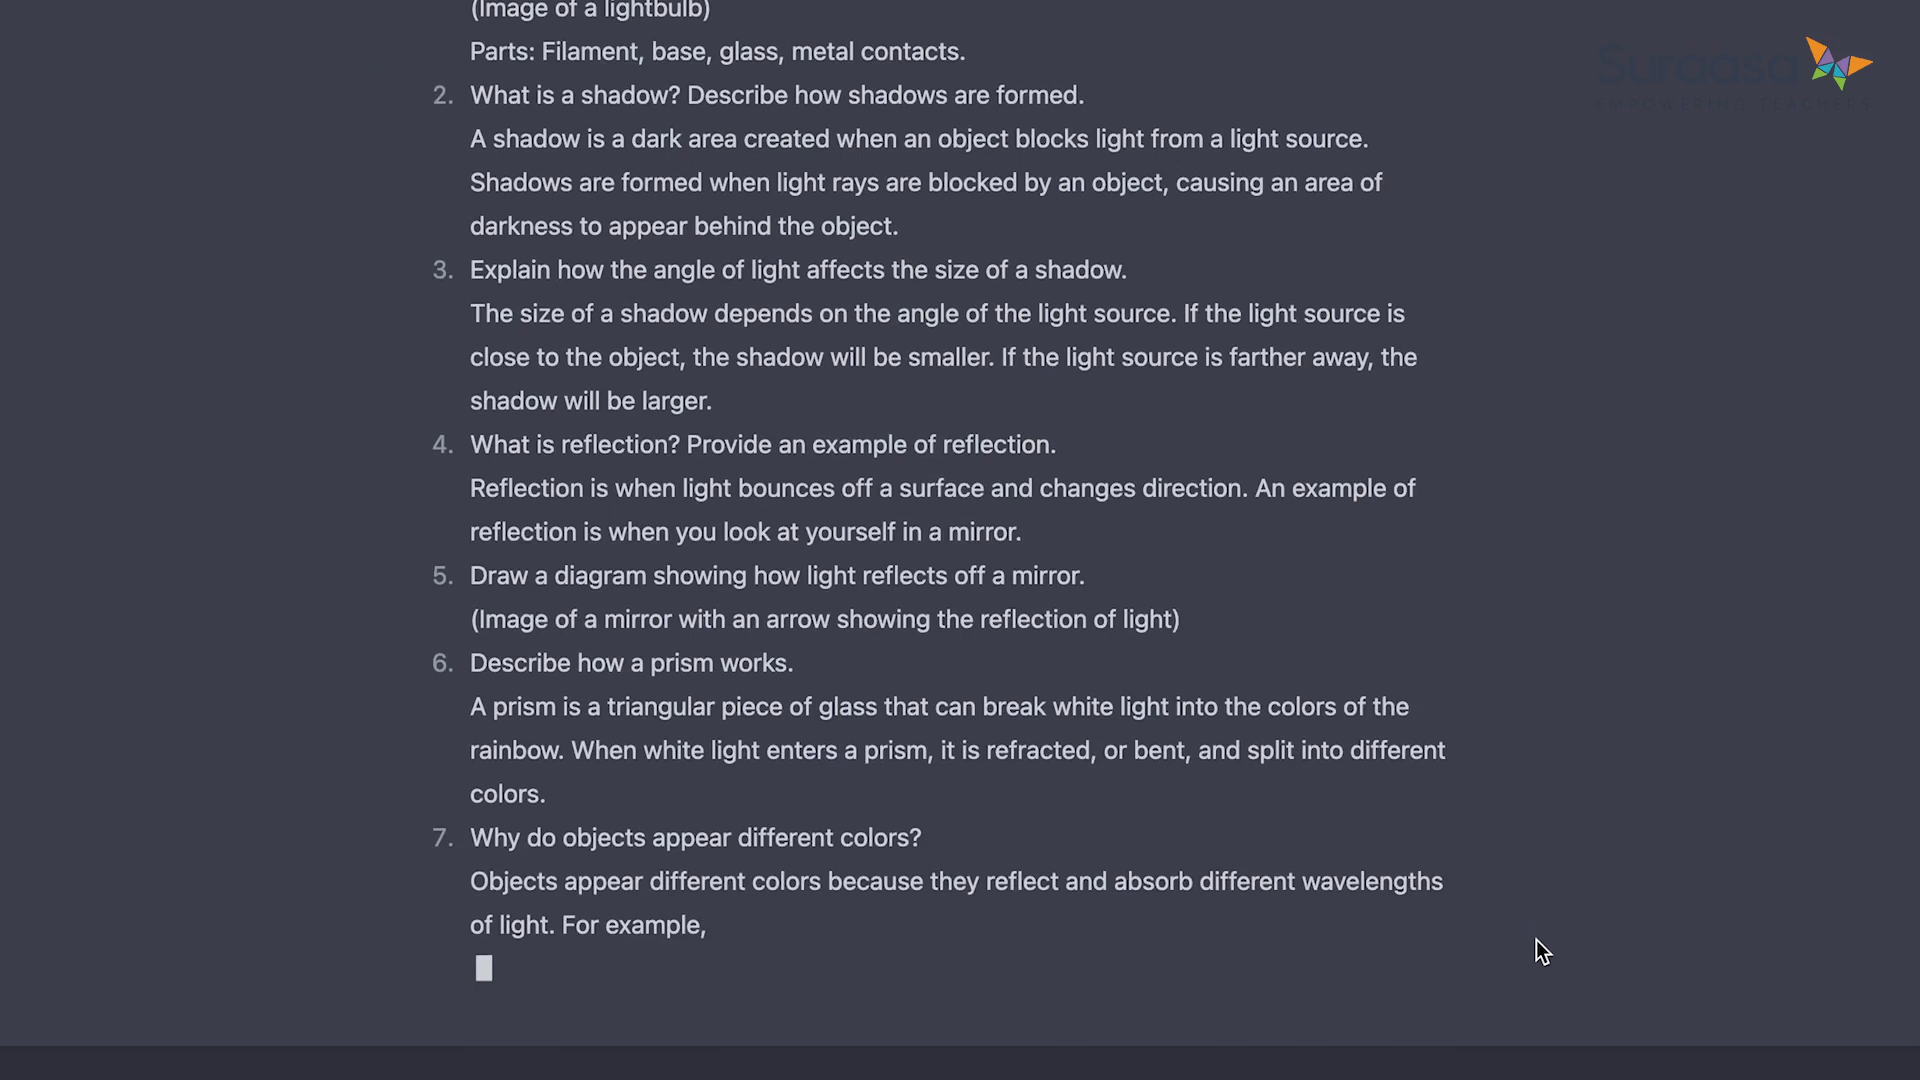 (Image of a lightbulb)
Parts: Filament, base, glass, metal contacts.
Suraasa
EMPOWERING TEACHERS
2. What is a shadow? Describe how shadows are formed.
A shadow is a dark area created when an object blocks light from a light source.
Shadows are formed when light rays are blocked by an object, causing an area of
darkness to appear behind the object.
3. Explain how the angle of light affects the size of a shadow.
The size of a shadow depends on the angle of the light source. If the light source is
close to the object, the shadow will be smaller. If the light source is farther away, the
shadow will be larger.
4. What is reflection? Provide an example of reflection.
Reflection is when light bounces off a surface and changes direction. An example of
reflection is when you look at yourself in a mirror.
5. Draw a diagram showing how light reflects off a mirror.
(Image of a mirror with an arrow showing the reflection of light)
6. Describe how a prism works.
A prism is a triangular piece of glass that can break white light into the colors of the
rainbow. When white light enters a prism, it is refracted, or bent, and split into different
colors.
7. Why do objects appear different colors?
Objects appear different colors because they reflect and absorb different wavelengths
of light. For example,